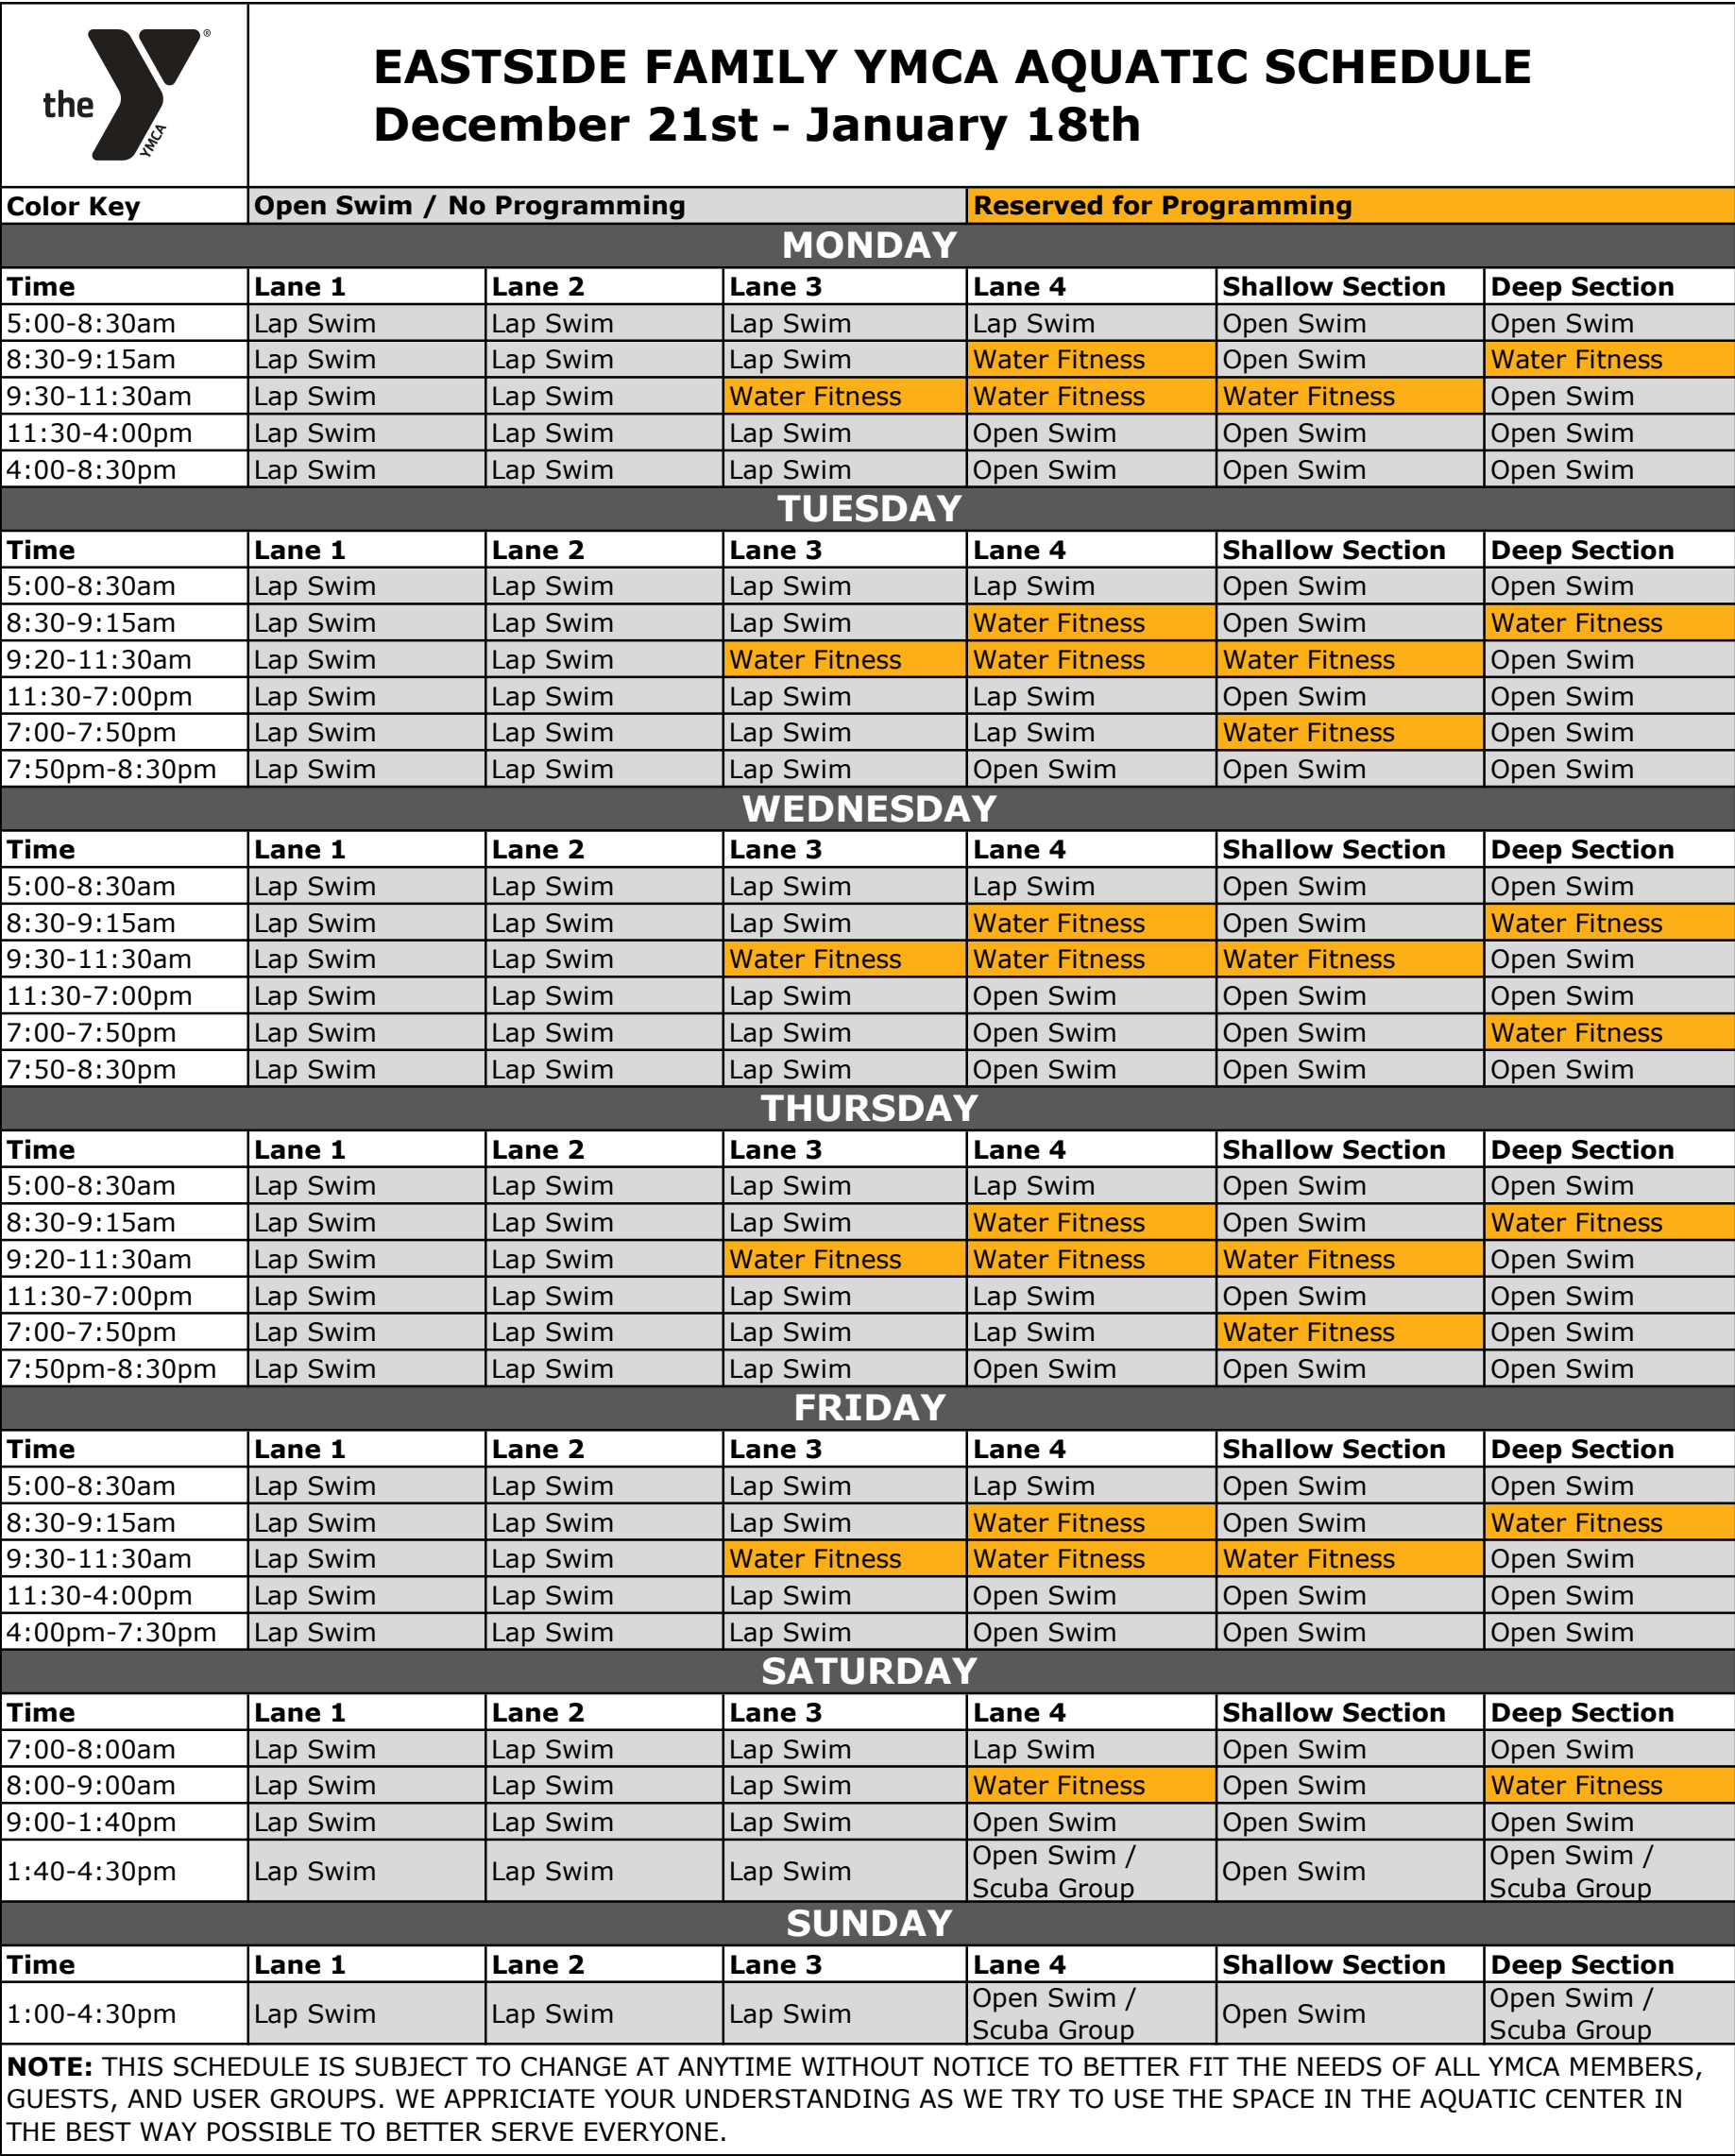 the
YMCA
®
EASTSIDE FAMILY YMCA AQUATIC SCHEDULE
December 21st - January 18th
Color Key Open Swim / No Programming Reserved for Programming
MONDAY
Time Lane 1 Lane 2 Lane 3 Lane 4 Shallow Section Deep Section
5:00-8:30am Lap Swim Lap Swim Lap Swim Lap Swim Open Swim Open Swim
8:30-9:15am Lap Swim Lap Swim Lap Swim Water Fitness Open Swim Water Fitness
9:30-11:30am Lap Swim Lap Swim Water Fitness Water Fitness Water Fitness Open Swim
11:30-4:00pm Lap Swim Lap Swim Lap Swim Open Swim Open Swim Open Swim
4:00-8:30pm Lap Swim Lap Swim Lap Swim Open Swim Open Swim Open Swim
TUESDAY
Time Lane 1 Lane 2 Lane 3 Lane 4 Shallow Section Deep Section
5:00-8:30am Lap Swim Lap Swim Lap Swim Lap Swim Open Swim Open Swim
8:30-9:15am Lap Swim Lap Swim Lap Swim Water Fitness Open Swim Water Fitness
9:20-11:30am Lap Swim Lap Swim Water Fitness Water Fitness Water Fitness Open Swim
11:30-7:00pm Lap Swim Lap Swim Lap Swim Lap Swim Open Swim Open Swim
7:00-7:50pm Lap Swim Lap Swim Lap Swim Lap Swim Water Fitness Open Swim
7:50pm-8:30pm Lap Swim Lap Swim Lap Swim Open Swim Open Swim Open Swim
WEDNESDAY
Time Lane 1 Lane 2 Lane 3 Lane 4 Shallow Section Deep Section
5:00-8:30am Lap Swim Lap Swim Lap Swim Lap Swim Open Swim Open Swim
8:30-9:15am Lap Swim Lap Swim Lap Swim Water Fitness Open Swim Water Fitness
9:30-11:30am Lap Swim Lap Swim Water Fitness Water Fitness Water Fitness Open Swim
11:30-7:00pm Lap Swim Lap Swim Lap Swim Open Swim Open Swim Open Swim
7:00-7:50pm Lap Swim Lap Swim Lap Swim Open Swim Open Swim Water Fitness
7:50-8:30pm Lap Swim Lap Swim Lap Swim Open Swim Open Swim Open Swim
THURSDAY
Time Lane 1 Lane 2 Lane 3 Lane 4 Shallow Section Deep Section
5:00-8:30am Lap Swim Lap Swim Lap Swim Lap Swim Open Swim Open Swim
8:30-9:15am Lap Swim Lap Swim Lap Swim Water Fitness Open Swim Water Fitness
9:20-11:30am Lap Swim Lap Swim Water Fitness Water Fitness Water Fitness Open Swim
11:30-7:00pm Lap Swim Lap Swim Lap Swim Lap Swim Open Swim Open Swim
7:00-7:50pm Lap Swim Lap Swim Lap Swim Lap Swim Water Fitness Open Swim
7:50pm-8:30pm Lap Swim Lap Swim Lap Swim Open Swim Open Swim Open Swim
FRIDAY
Time Lane 1 Lane 2 Lane 3 Lane 4 Shallow Section Deep Section
5:00-8:30am Lap Swim Lap Swim Lap Swim Lap Swim Open Swim Open Swim
8:30-9:15am Lap Swim Lap Swim Lap Swim Water Fitness Open Swim Water Fitness
9:30-11:30am Lap Swim Lap Swim Water Fitness Water Fitness Water Fitness Open Swim
11:30-4:00pm Lap Swim Lap Swim Lap Swim Open Swim Open Swim Open Swim
4:00pm-7:30pm Lap Swim Lap Swim Lap Swim Open Swim Open Swim Open Swim
SATURDAY
Time Lane 1 Lane 2 Lane 3 Lane 4 Shallow Section Deep Section
7:00-8:00am Lap Swim Lap Swim Lap Swim Lap Swim Open Swim Open Swim
8:00-9:00am Lap Swim Lap Swim Lap Swim Water Fitness Open Swim Water Fitness
9:00-1:40pm Lap Swim Lap Swim Lap Swim Open Swim Open Swim Open Swim
1:40-4:30pm Lap Swim Lap Swim Lap Swim Open Swim / Scuba Group Open Swim Open Swim / Scuba Group
SUNDAY
Time Lane 1 Lane 2 Lane 3 Lane 4 Shallow Section Deep Section
1:00-4:30pm Lap Swim Lap Swim Lap Swim Open Swim / Scuba Group Open Swim Open Swim / Scuba Group
NOTE: THIS SCHEDULE IS SUBJECT TO CHANGE AT ANYTIME WITHOUT NOTICE TO BETTER FIT THE NEEDS OF ALL YMCA MEMBERS,
GUESTS, AND USER GROUPS. WE APPRICIATE YOUR UNDERSTANDING AS WE TRY TO USE THE SPACE IN THE AQUATIC CENTER IN
THE BEST WAY POSSIBLE TO BETTER SERVE EVERYONE.